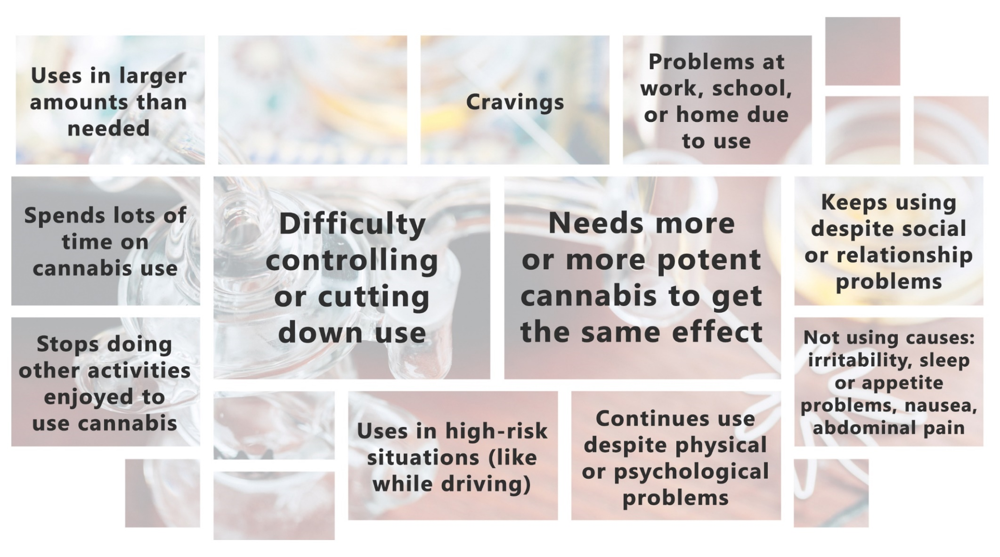 Uses in larger
amounts than
needed
Cravings
Problems at
work, school,
or home due
to use
Spends lots of
time on
cannabis use
Difficulty
controlling
or cutting
down use
Needs more
or more potent
cannabis to get
the same effect
Keeps using
despite social
or relationship
problems
Stops doing
other activities
enjoyed to
use cannabis
Not using causes:
irritability, sleep
or appetite
problems, nausea,
abdominal pain
Uses in high-risk
situations (like
while driving)
Continues use
despite physical
or psychological
problems